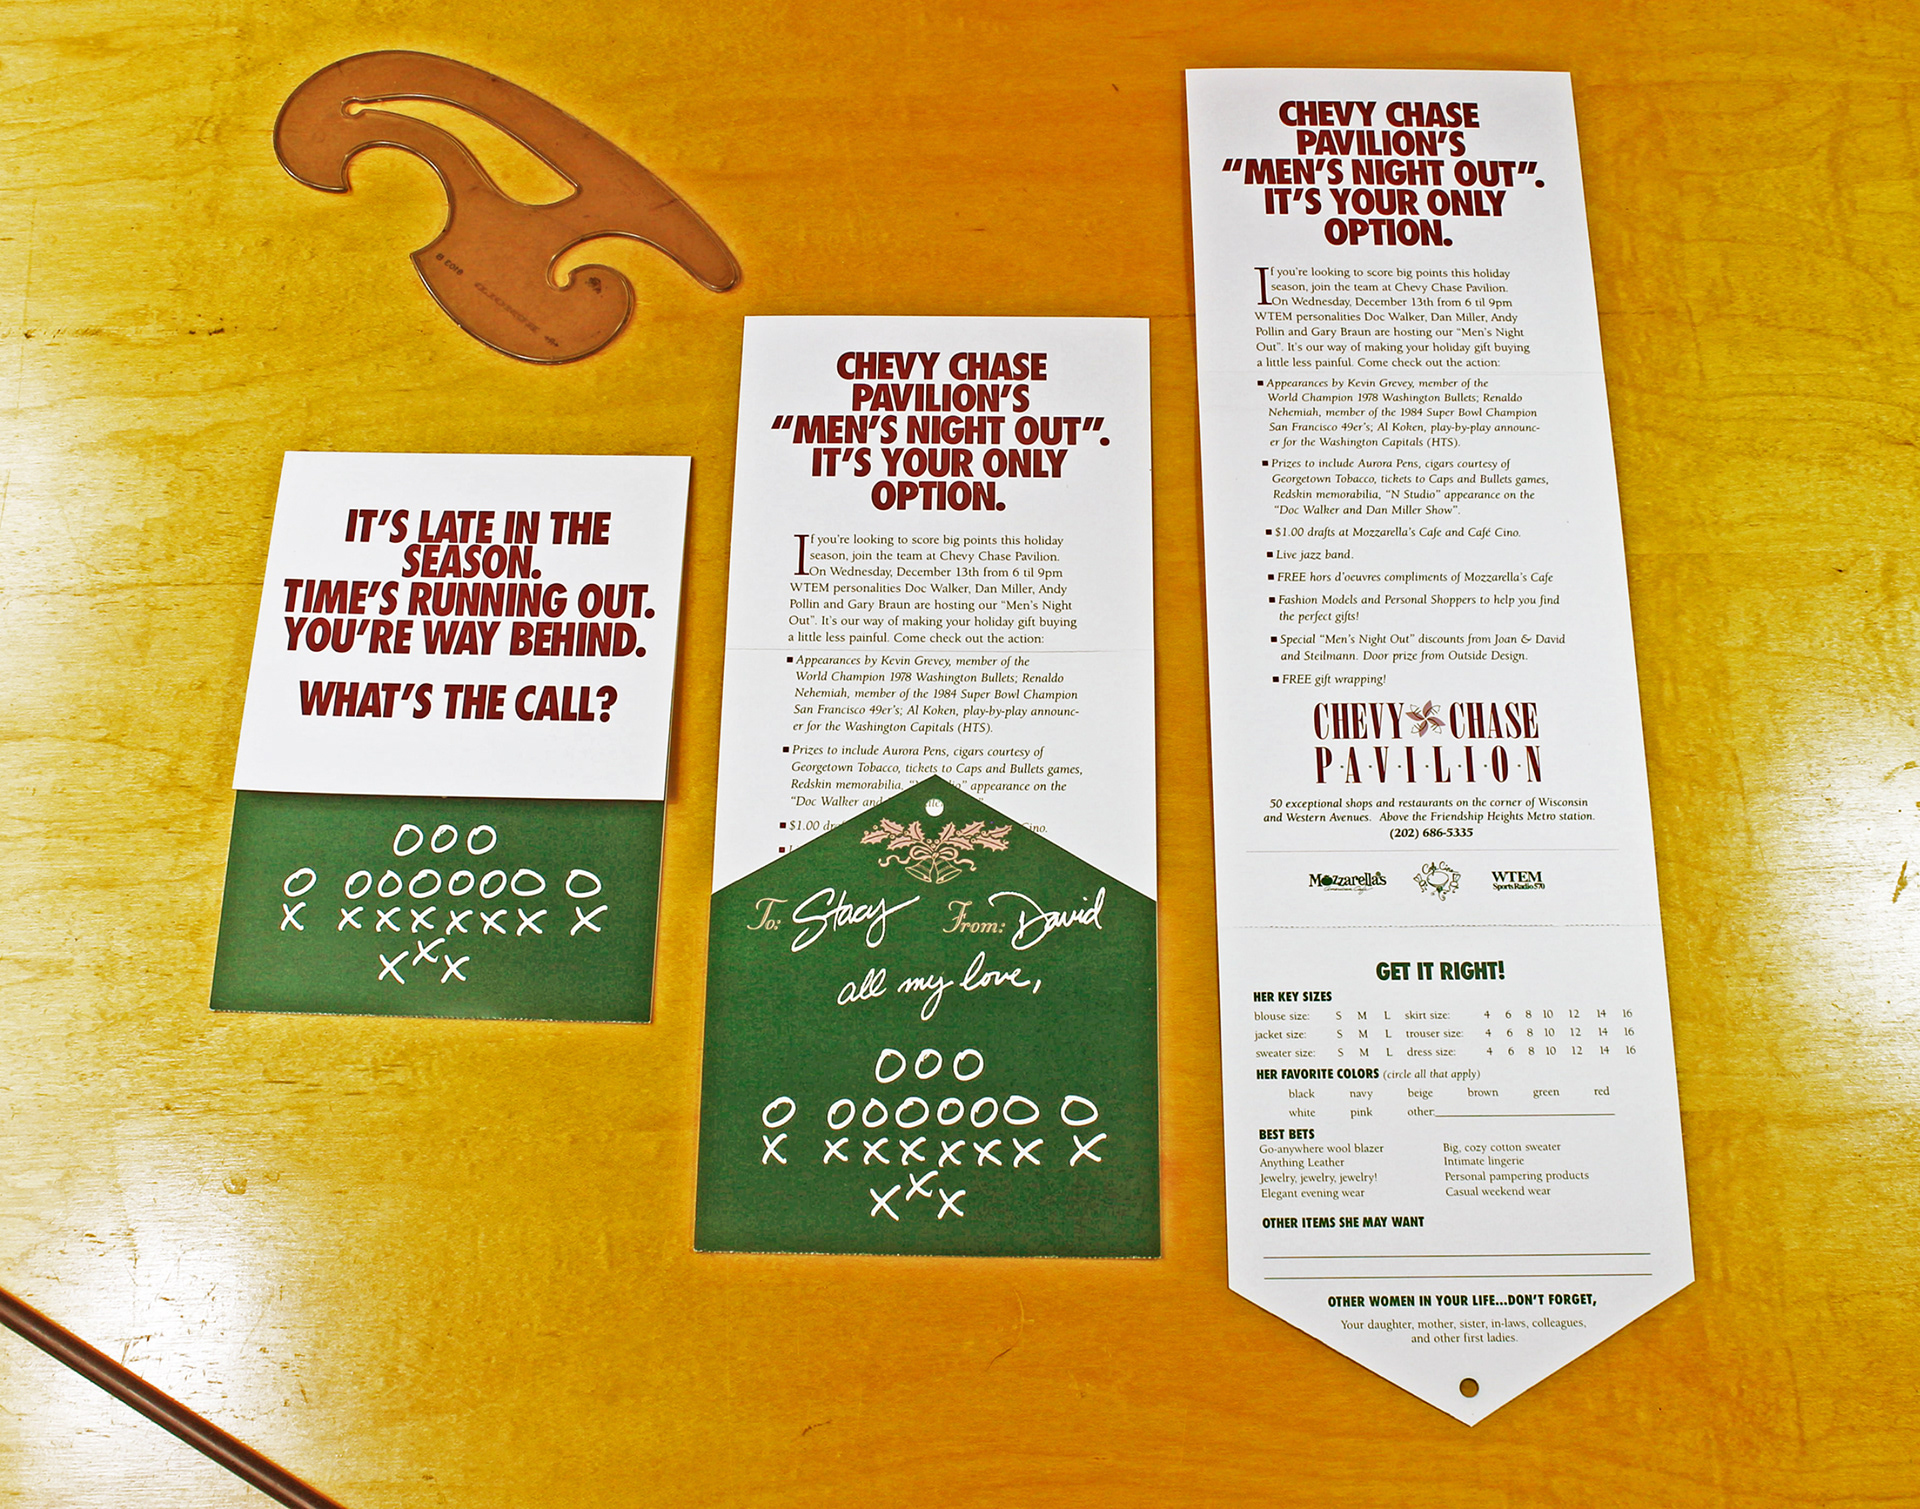 IT'S LATE IN THE
SEASON.
TIME'S RUNNING OUT.
YOU'RE WAY BEHIND.
WHAT'S THE CALL?
O O O
O O O O O O O O
X X X X X X X X
X X X
CHEVY CHASE
PAVILION'S
"MEN'S NIGHT OUT".
IT'S YOUR ONLY
OPTION.
If you're looking to score big points this holiday
season, join the team at Chevy Chase Pavilion.
On Wednesday, December 13th from 6 til 9pm
WTEM personalities Doc Walker, Dan Miller, Andy
Pollin and Gary Braun are hosting our "Men's Night
Out". It's our way of making your holiday gift buying
a little less painful. Come check out the action:
■ Appearances by Kevin Grevey, member of the
World Champion 1978 Washington Bullets; Renaldo
Nehemiah, member of the 1984 Super Bowl Champion
San Francisco 49er's; Al Koken, play-by-play announc-
er for the Washington Capitals (HTS).
■ Prizes to include Aurora Pens, cigars courtesy of
Georgetown Tobacco, tickets to Caps and Bullets games,
Redskin memorabilia, appearance on the
"Doc Walker and
■ $1.00 Cino.
To: Stacy From: David
all my love,
O O O
O O O O O O O O
X X X X X X X X
X X X
CHEVY CHASE
PAVILION'S
"MEN'S NIGHT OUT".
IT'S YOUR ONLY
OPTION.
If you're looking to score big points this holiday
season, join the team at Chevy Chase Pavilion.
On Wednesday, December 13th from 6 til 9pm
WTEM personalities Doc Walker, Dan Miller, Andy
Pollin and Gary Braun are hosting our "Men's Night
Out". It's our way of making your holiday gift buying
a little less painful. Come check out the action:
■ Appearances by Kevin Grevey, member of the
World Champion 1978 Washington Bullets; Renaldo
Nehemiah, member of the 1984 Super Bowl Champion
San Francisco 49er's; Al Koken, play-by-play announc-
er for the Washington Capitals (HTS).
■ Prizes to include Aurora Pens, cigars courtesy of
Georgetown Tobacco, tickets to Caps and Bullets games,
Redskin memorabilia, "N Studio" appearance on the
"Doc Walker and Dan Miller Show".
■ $1.00 drafts at Mozzarella's Cafe and Café Cino.
■ Live jazz band.
■ FREE hors d'oeuvres compliments of Mozzarella's Cafe
■ Fashion Models and Personal Shoppers to help you find
the perfect gifts!
■ Special "Men's Night Out" discounts from Joan & David
and Steilmann. Door prize from Outside Design.
■ FREE gift wrapping!
CHEVY CHASE
P·A·V·I·L·I·O·N
50 exceptional shops and restaurants on the corner of Wisconsin
and Western Avenues. Above the Friendship Heights Metro station.
(202) 686-5335
Mozzarella's
WTEM
Sports Radio 570
GET IT RIGHT!
HER KEY SIZES
blouse size: S M L skirt size: 4 6 8 10 12 14 16
jacket size: S M L trouser size: 4 6 8 10 12 14 16
sweater size: S M L dress size: 4 6 8 10 12 14 16
HER FAVORITE COLORS (circle all that apply)
black navy beige brown green red
white pink other:
BEST BETS
Go-anywhere wool blazer Big, cozy cotton sweater
Anything Leather Intimate lingerie
Jewelry, jewelry, jewelry! Personal pampering products
Elegant evening wear Casual weekend wear
OTHER ITEMS SHE MAY WANT
OTHER WOMEN IN YOUR LIFE...DON'T FORGET,
Your daughter, mother, sister, in-laws, colleagues,
and other first ladies.